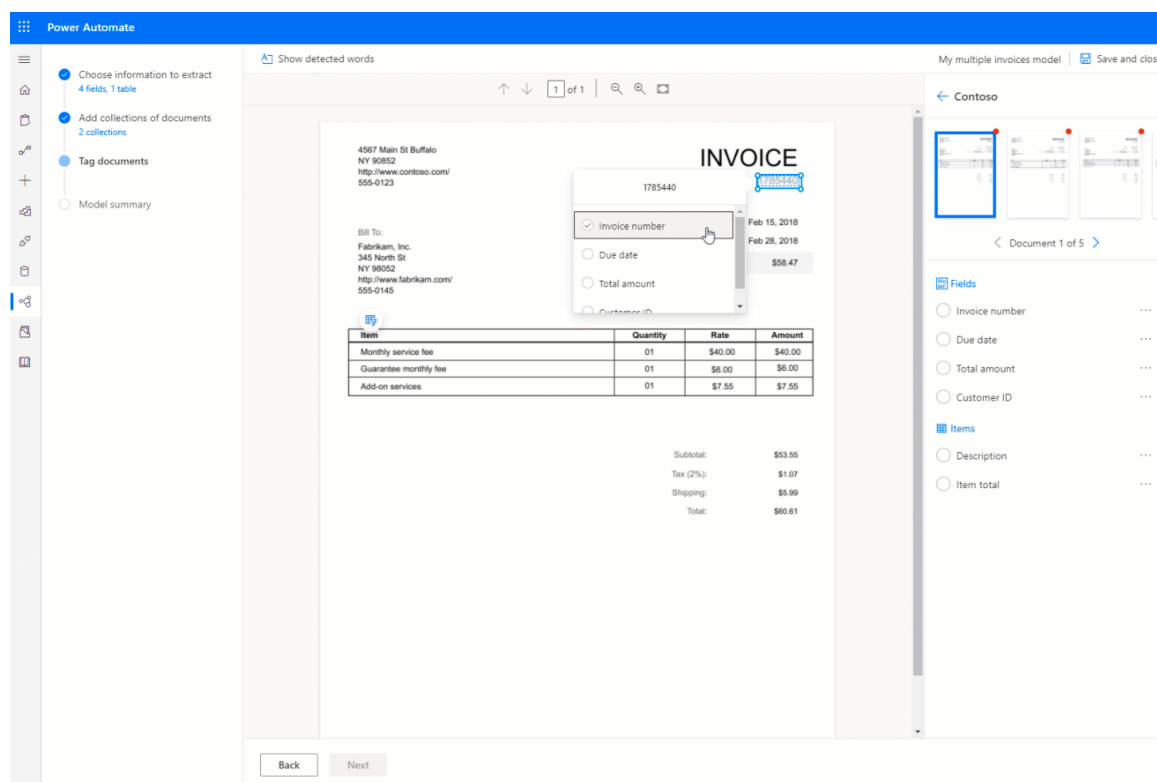 Power Automate
Choose information to extract
4 fields, 1 table
Add collections of documents
2 collections
Tag documents
Model summary
Show detected words
My multiple invoices model
Save and clos
1 of 1
4567 Main St Buffalo
NY 90852
http://www.contoso.com/
555-0123
INVOICE
1785440
1785440
Invoice number
Due date
Total amount
Customer ID
Feb 15, 2018
Feb 28, 2018
$58.47
Bill To:
Fabrikam, Inc.
345 North St
NY 98052
http://www.fabrikam.com/
555-0145
Item Quantity Rate Amount
Monthly service fee 01 $40.00 $40.00
Guarantee monthly fee 01 $6.00 $6.00
Add-on services 01 $7.55 $7.55
Subtotal: $53.55
Tax (2%): $1.07
Shipping: $5.99
Total: $60.61
Contoso
Document 1 of 5
Fields
Invoice number
Due date
Total amount
Customer ID
Items
Description
Item total
Back
Next